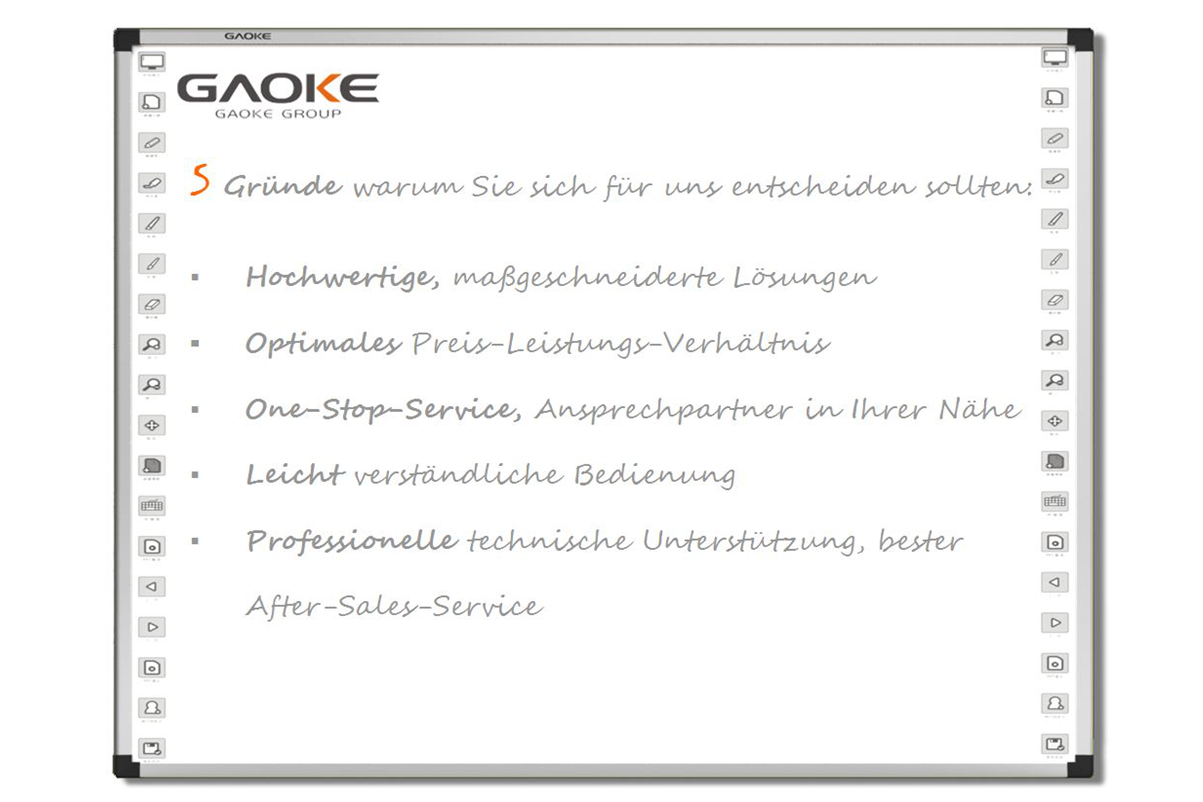 GAOKE
GAOKE
GAOKE GROUP
5 Gründe warum Sie sich für uns entscheiden sollten:
▪ Hochwertige, maßgeschneiderte Lösungen
▪ Optimales Preis-Leistungs-Verhältnis
▪ One-Stop-Service, Ansprechpartner in Ihrer Nähe
▪ Leicht verständliche Bedienung
▪ Professionelle technische Unterstützung, bester
After-Sales-Service